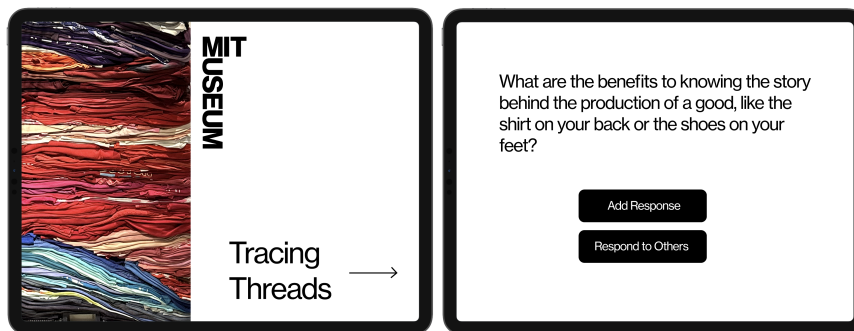 MIT
MUSEUM
Tracing
Threads
What are the benefits to knowing the story
behind the production of a good, like the
shirt on your back or the shoes on your
feet?
Add Response
Respond to Others